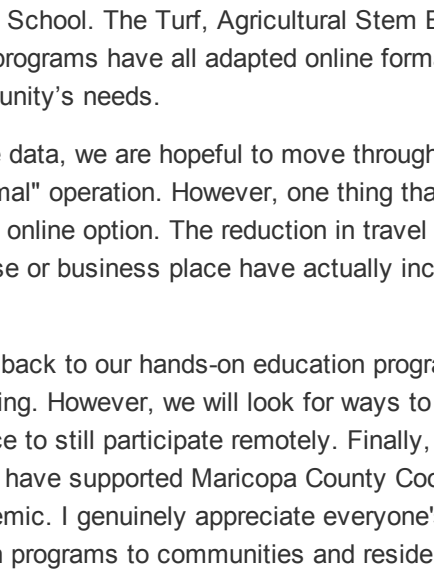 School. The Turf, Agricultural Stem E
programs have all adapted online form
unity's needs.
data, we are hopeful to move through
mal" operation. However, one thing tha
online option. The reduction in travel
se or business place have actually inc
back to our hands-on education progr
ing. However, we will look for ways to
ce to still participate remotely. Finally,
have supported Maricopa County Coo
emic. I genuinely appreciate everyone'
n programs to communities and reside